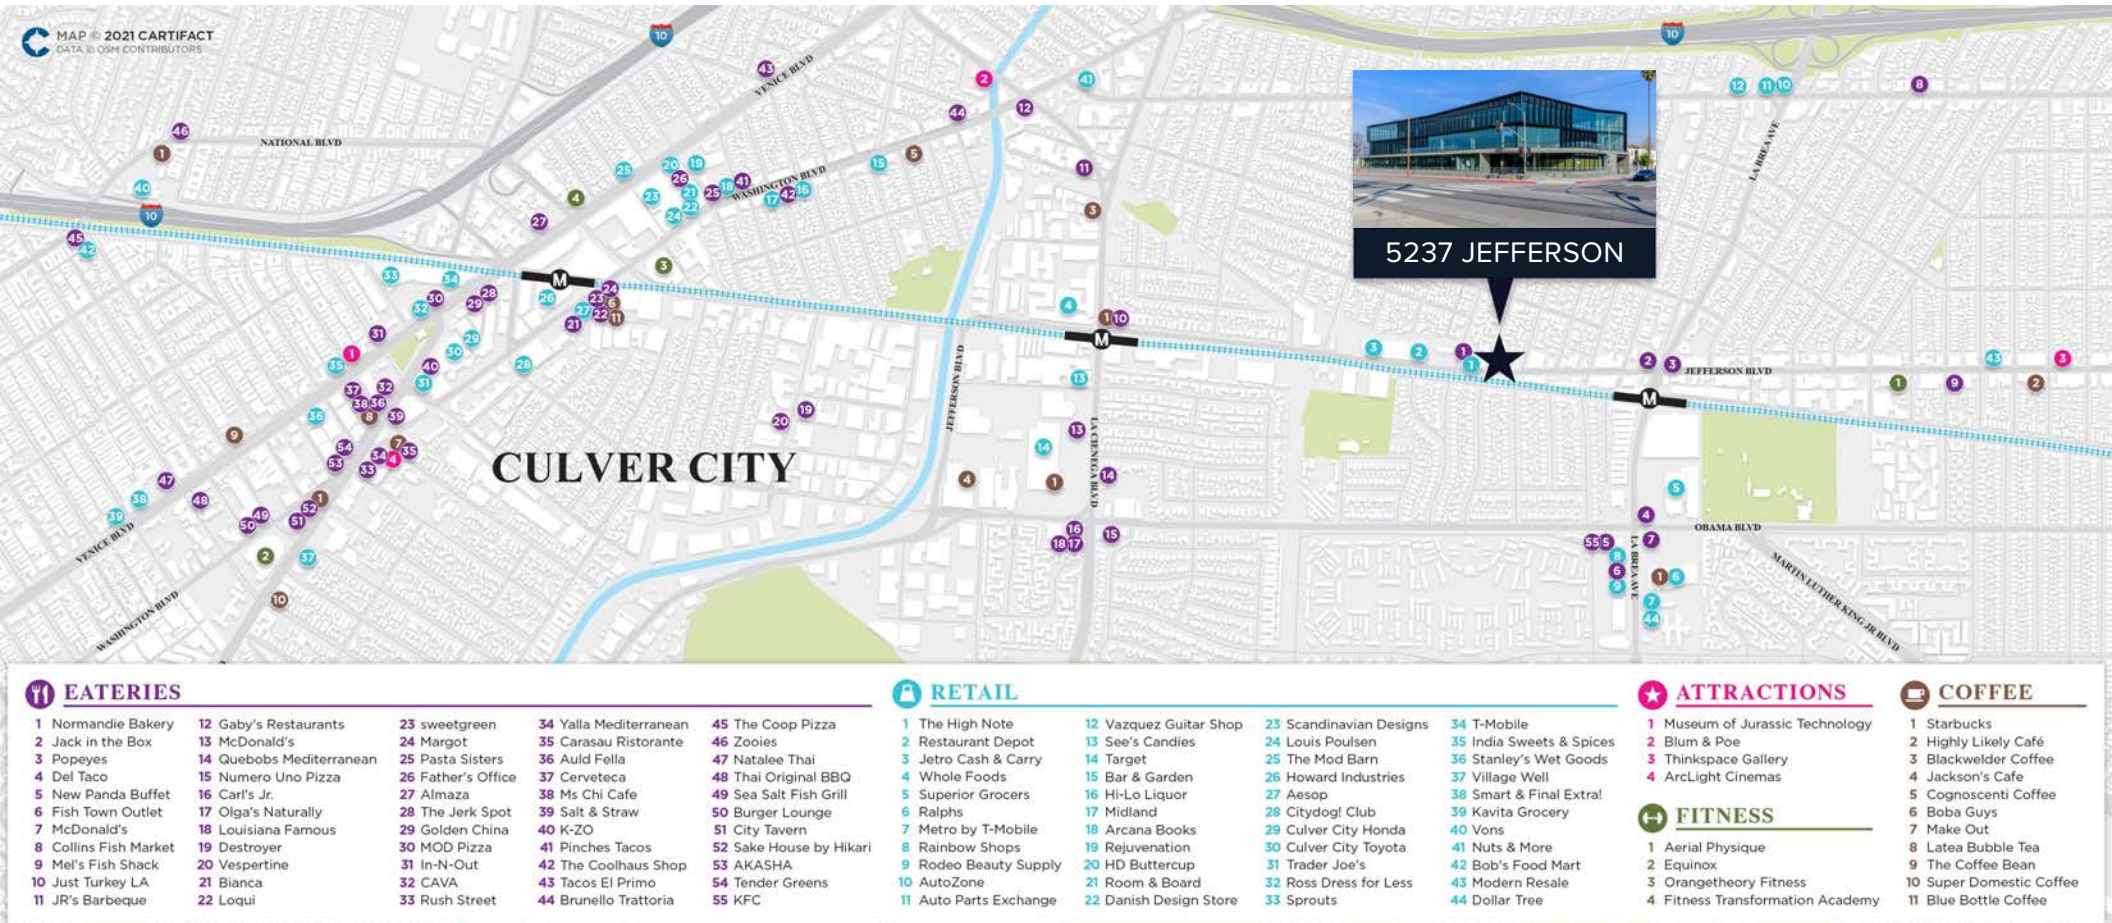 MAP © 2021 CARTIFACT
DATA © OSM CONTRIBUTORS
10
10
10
VENICE BLVD
NATIONAL BLVD
WASHINGTON BLVD
LA BREA AVE
5237 JEFFERSON
JEFFERSON BLVD
JEFFERSON BLVD
LA CIENEGA BLVD
CULVER CITY
OBAMA BLVD
LA BREA AVE
MARTIN LUTHER KING JR BLVD
VENICE BLVD
WASHINGTON BLVD
M
M
M
EATERIES
1 Normandie Bakery
2 Jack in the Box
3 Popeyes
4 Del Taco
5 New Panda Buffet
6 Fish Town Outlet
7 McDonald's
8 Collins Fish Market
9 Mel's Fish Shack
10 Just Turkey LA
11 JR's Barbeque
12 Gaby's Restaurants
13 McDonald's
14 Quebobs Mediterranean
15 Numero Uno Pizza
16 Carl's Jr.
17 Olga's Naturally
18 Louisiana Famous
19 Destroyer
20 Vespertine
21 Bianca
22 Loqui
23 sweetgreen
24 Margot
25 Pasta Sisters
26 Father's Office
27 Almaza
28 The Jerk Spot
29 Golden China
30 MOD Pizza
31 In-N-Out
32 CAVA
33 Rush Street
34 Yalla Mediterranean
35 Carasau Ristorante
36 Auld Fella
37 Cerveteca
38 Ms Chi Cafe
39 Salt & Straw
40 K-ZO
41 Pinches Tacos
42 The Coolhaus Shop
43 Tacos El Primo
44 Brunello Trattoria
45 The Coop Pizza
46 Zooies
47 Natalee Thai
48 Thai Original BBQ
49 Sea Salt Fish Grill
50 Burger Lounge
51 City Tavern
52 Sake House by Hikari
53 AKASHA
54 Tender Greens
55 KFC
RETAIL
1 The High Note
2 Restaurant Depot
3 Jetro Cash & Carry
4 Whole Foods
5 Superior Grocers
6 Ralphs
7 Metro by T-Mobile
8 Rainbow Shops
9 Rodeo Beauty Supply
10 AutoZone
11 Auto Parts Exchange
12 Vazquez Guitar Shop
13 See's Candies
14 Target
15 Bar & Garden
16 Hi-Lo Liquor
17 Midland
18 Arcana Books
19 Rejuvenation
20 HD Buttercup
21 Room & Board
22 Danish Design Store
23 Scandinavian Designs
24 Louis Poulsen
25 The Mod Barn
26 Howard Industries
27 Aesop
28 Citydog! Club
29 Culver City Honda
30 Culver City Toyota
31 Trader Joe's
32 Ross Dress for Less
33 Sprouts
34 T-Mobile
35 India Sweets & Spices
36 Stanley's Wet Goods
37 Village Well
38 Smart & Final Extra!
39 Kavita Grocery
40 Vons
41 Nuts & More
42 Bob's Food Mart
43 Modern Resale
44 Dollar Tree
ATTRACTIONS
1 Museum of Jurassic Technology
2 Blum & Poe
3 Thinkspace Gallery
4 ArcLight Cinemas
FITNESS
1 Aerial Physique
2 Equinox
3 Orangetheory Fitness
4 Fitness Transformation Academy
COFFEE
1 Starbucks
2 Highly Likely Café
3 Blackwelder Coffee
4 Jackson's Cafe
5 Cognoscenti Coffee
6 Boba Guys
7 Make Out
8 Latea Bubble Tea
9 The Coffee Bean
10 Super Domestic Coffee
11 Blue Bottle Coffee